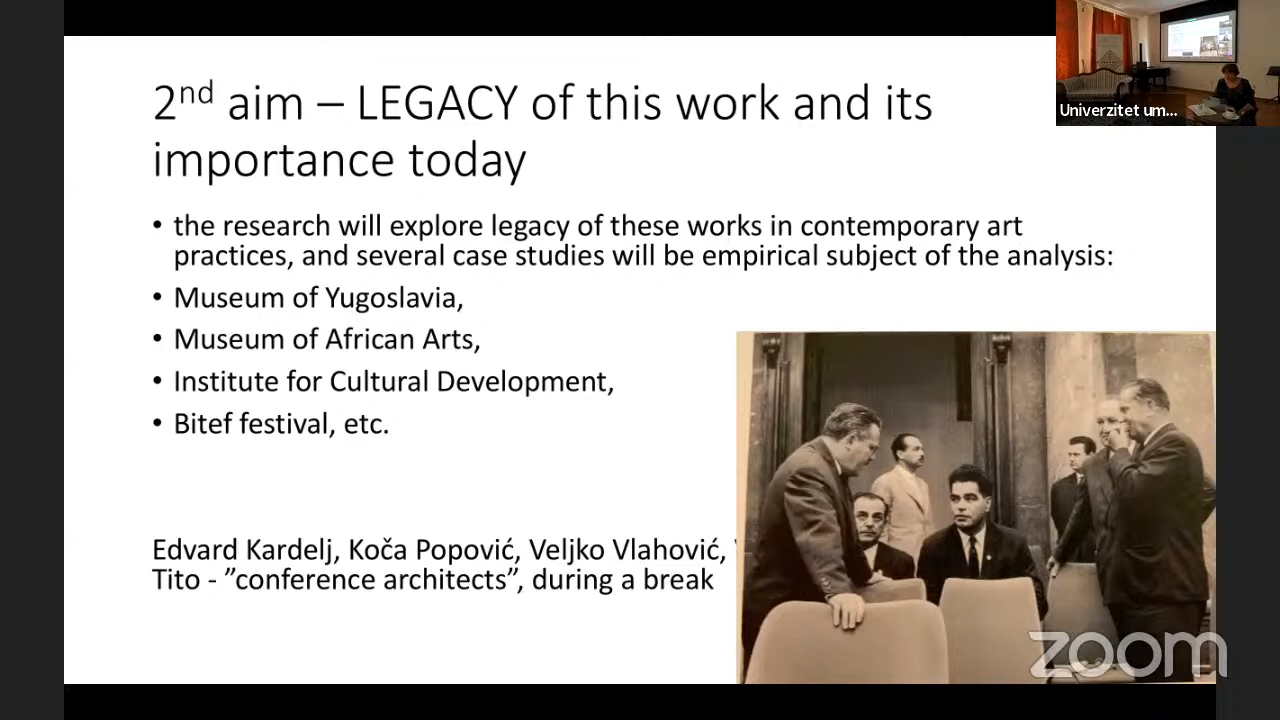 2nd aim – LEGACY of this work and its
importance today
• the research will explore legacy of these works in contemporary art
practices, and several case studies will be empirical subject of the analysis:
• Museum of Yugoslavia,
• Museum of African Arts,
• Institute for Cultural Development,
• Bitef festival, etc.
Edvard Kardelj, Koča Popović, Veljko Vlahović,
Tito - ”conference architects”, during a break
Univerzitet um...
zoom